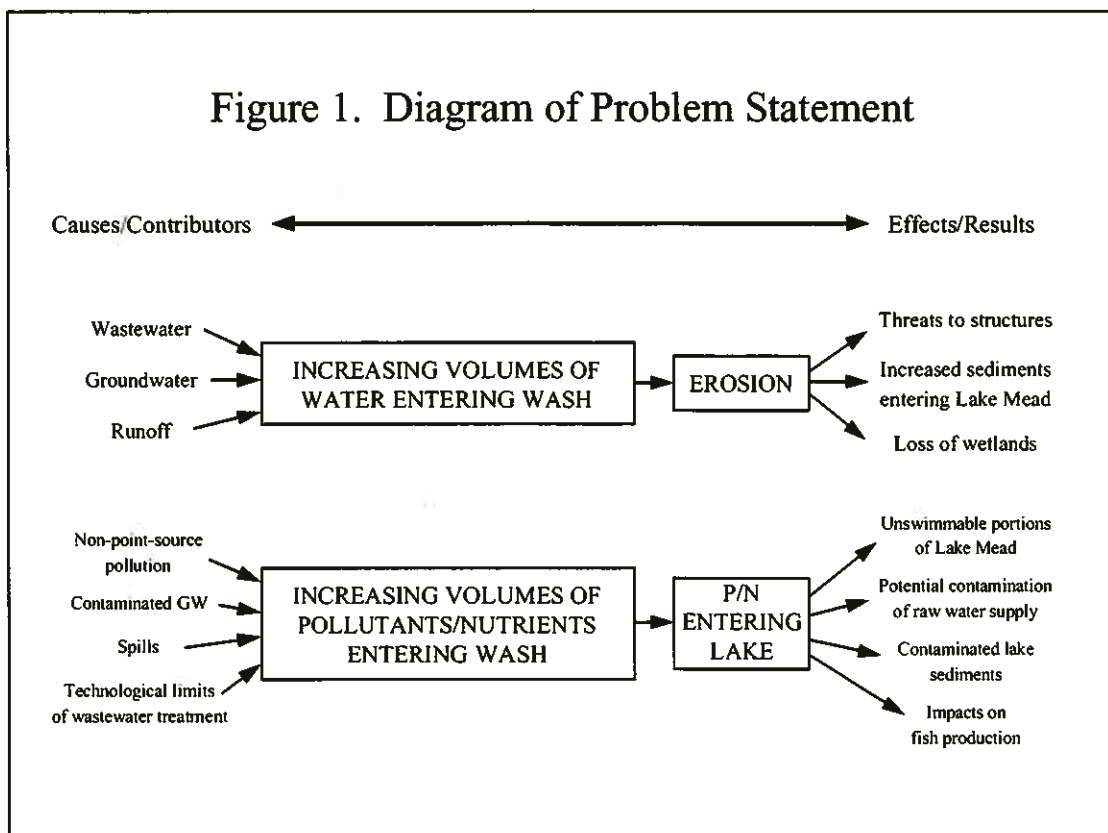 Figure 1. Diagram of Problem Statement
Causes/Contributors
Effects/Results
Wastewater
Groundwater
Runoff
INCREASING VOLUMES OF
WATER ENTERING WASH
EROSION
Threats to structures
Increased sediments
entering Lake Mead
Loss of wetlands
Non-point-source
pollution
Contaminated GW
Spills
Technological limits
of wastewater treatment
INCREASING VOLUMES OF
POLLUTANTS/NUTRIENTS
ENTERING WASH
P/N
ENTERING
LAKE
Unswimmable portions
of Lake Mead
Potential contamination
of raw water supply
Contaminated lake
sediments
Impacts on
fish production